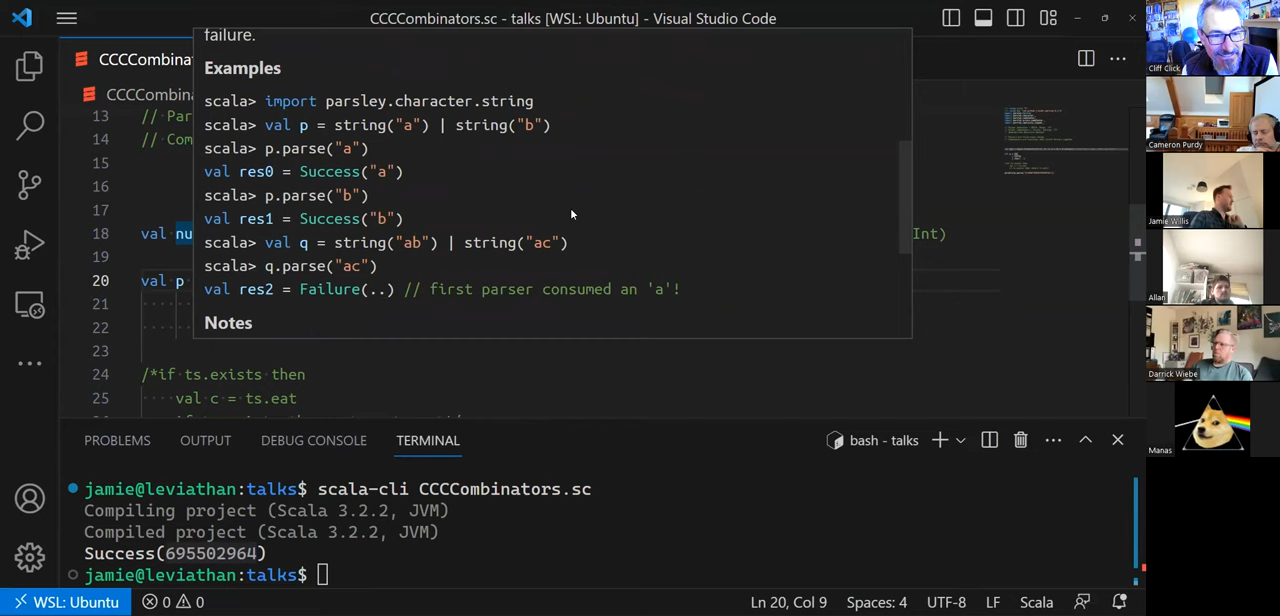 CCCCombinators.sc - talks [WSL: Ubuntu] - Visual Studio Code
Cliff Click
CCCCombina
failure.
Examples
CCCCombin
scala> import parsley.character.string
13 // Par
scala> val p = string("a") | string("b")
14 // Com
scala> p.parse("a")
15
val res0 = Success("a")
16
scala> p.parse("b")
17
val res1 = Success("b")
18 val nu
Int)
scala> val q = string("ab") | string("ac")
19
scala> q.parse("ac")
20 val p
val res2 = Failure(..) // first parser consumed an 'a'!
21
22
Notes
23
24 /*if ts.exists then
25 val c = ts.eat
Cameron Purdy
Jamie Willis
Allan
Darrick Wiebe
Manas
PROBLEMS OUTPUT DEBUG CONSOLE TERMINAL bash - talks
jamie@leviathan:talks$ scala-cli CCCCombinators.sc
Compiling project (Scala 3.2.2, JVM)
Compiled project (Scala 3.2.2, JVM)
Success(695502964)
jamie@leviathan:talks$
WSL: Ubuntu 0 0 Ln 20, Col 9 Spaces: 4 UTF-8 LF Scala